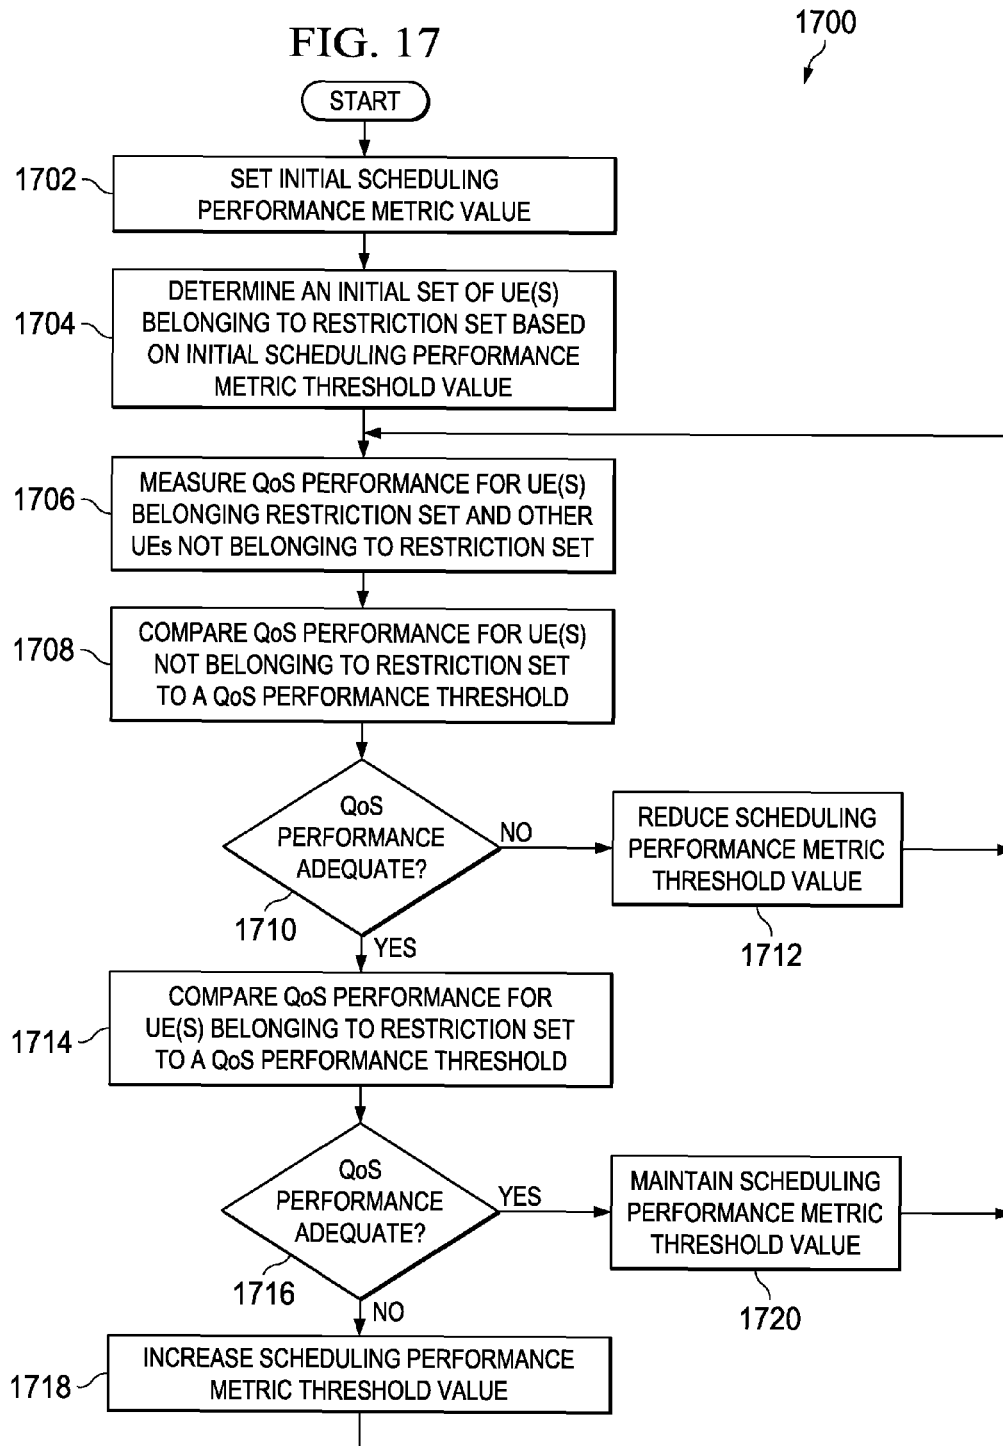 FIG. 17
1700
START
1702
SET INITIAL SCHEDULING
PERFORMANCE METRIC VALUE
1704
DETERMINE AN INITIAL SET OF UE(S)
BELONGING TO RESTRICTION SET BASED
ON INITIAL SCHEDULING PERFORMANCE
METRIC THRESHOLD VALUE
1706
MEASURE QoS PERFORMANCE FOR UE(S)
BELONGING RESTRICTION SET AND OTHER
UEs NOT BELONGING TO RESTRICTION SET
1708
COMPARE QoS PERFORMANCE FOR UE(S)
NOT BELONGING TO RESTRICTION SET
TO A QoS PERFORMANCE THRESHOLD
QoS
PERFORMANCE
ADEQUATE?
1710
NO
REDUCE SCHEDULING
PERFORMANCE METRIC
THRESHOLD VALUE
1712
YES
1714
COMPARE QoS PERFORMANCE FOR
UE(S) BELONGING TO RESTRICTION SET
TO A QoS PERFORMANCE THRESHOLD
QoS
PERFORMANCE
ADEQUATE?
1716
YES
MAINTAIN SCHEDULING
PERFORMANCE METRIC
THRESHOLD VALUE
1720
NO
1718
INCREASE SCHEDULING PERFORMANCE
METRIC THRESHOLD VALUE